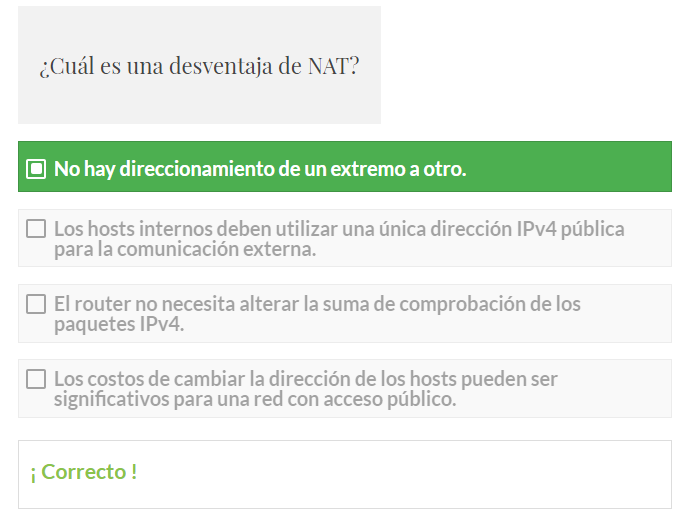 ¿Cuál es una desventaja de NAT?
No hay direccionamiento de un extremo a otro.
Los hosts internos deben utilizar una única dirección IPv4 pública
para la comunicación externa.
El router no necesita alterar la suma de comprobación de los
paquetes IPv4.
Los costos de cambiar la dirección de los hosts pueden ser
significativos para una red con acceso público.
¡ Correcto !